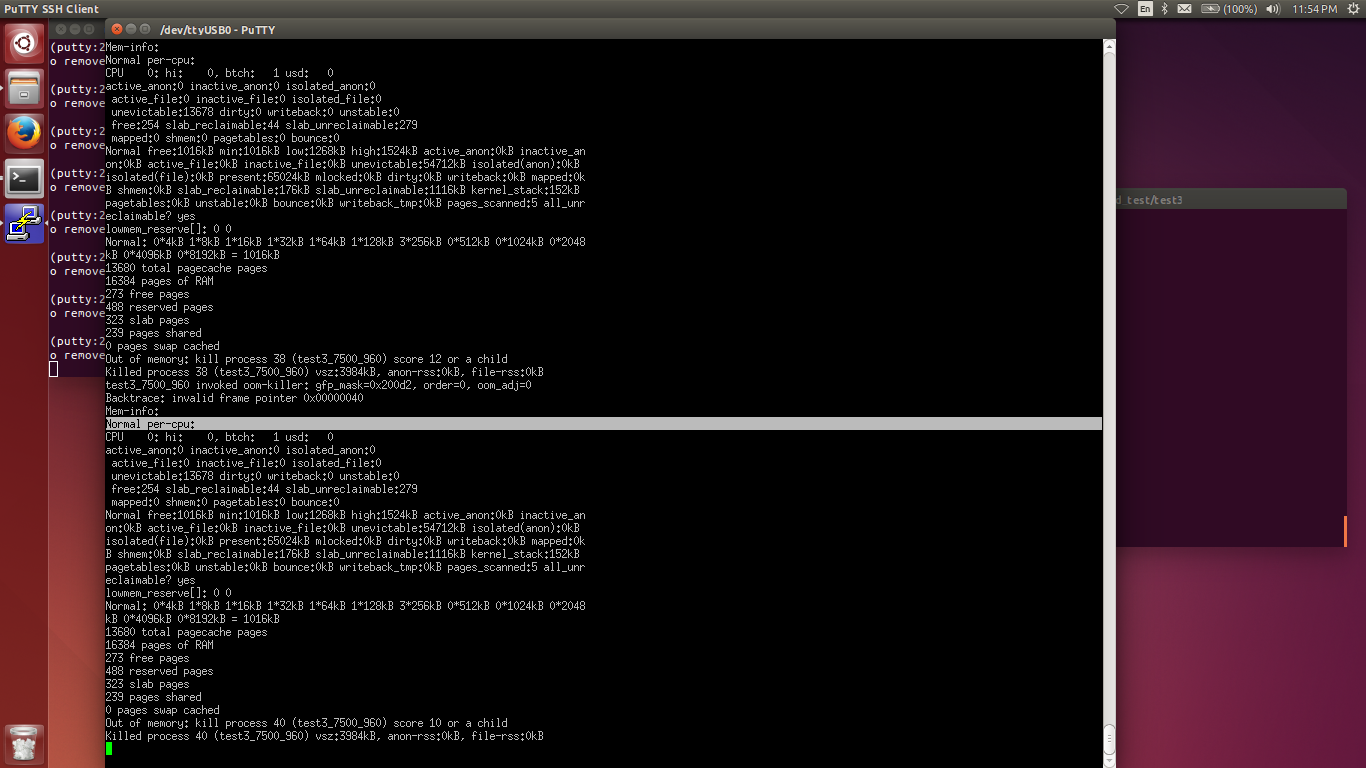 PuTTY SSH Client
En
(100%)
11:54 PM
/dev/ttyUSB0 - PuTTY
(putty:2
o remove
(putty:2
o remove
(putty:2
o remove
(putty:2
o remove
(putty:2
o remove
(putty:2
o remove
(putty:2
o remove
(putty:2
o remove
d_test/test3
Mem-info:
Normal per-cpu:
CPU    0: hi:    0, btch:   1 usd:   0
active_anon:0 inactive_anon:0 isolated_anon:0
 active_file:0 inactive_file:0 isolated_file:0
 unevictable:13678 dirty:0 writeback:0 unstable:0
 free:254 slab_reclaimable:44 slab_unreclaimable:279
 mapped:0 shmem:0 pagetables:0 bounce:0
Normal free:1016kB min:1016kB low:1268kB high:1524kB active_anon:0kB inactive_an
on:0kB active_file:0kB inactive_file:0kB unevictable:54712kB isolated(anon):0kB
isolated(file):0kB present:65024kB mlocked:0kB dirty:0kB writeback:0kB mapped:0k
B shmem:0kB slab_reclaimable:176kB slab_unreclaimable:1116kB kernel_stack:152kB
pagetables:0kB unstable:0kB bounce:0kB writeback_tmp:0kB pages_scanned:5 all_unr
eclaimable? yes
lowmem_reserve[]: 0 0
Normal: 0*4kB 1*8kB 1*16kB 1*32kB 1*64kB 1*128kB 3*256kB 0*512kB 0*1024kB 0*2048
kB 0*4096kB 0*8192kB = 1016kB
13680 total pagecache pages
16384 pages of RAM
273 free pages
488 reserved pages
323 slab pages
239 pages shared
0 pages swap cached
Out of memory: kill process 38 (test3_7500_960) score 12 or a child
Killed process 38 (test3_7500_960) vsz:3984kB, anon-rss:0kB, file-rss:0kB
test3_7500_960 invoked oom-killer: gfp_mask=0x200d2, order=0, oom_adj=0
Backtrace: invalid frame pointer 0x00000040
Mem-info:
Normal per-cpu:
CPU    0: hi:    0, btch:   1 usd:   0
active_anon:0 inactive_anon:0 isolated_anon:0
 active_file:0 inactive_file:0 isolated_file:0
 unevictable:13678 dirty:0 writeback:0 unstable:0
 free:254 slab_reclaimable:44 slab_unreclaimable:279
 mapped:0 shmem:0 pagetables:0 bounce:0
Normal free:1016kB min:1016kB low:1268kB high:1524kB active_anon:0kB inactive_an
on:0kB active_file:0kB inactive_file:0kB unevictable:54712kB isolated(anon):0kB
isolated(file):0kB present:65024kB mlocked:0kB dirty:0kB writeback:0kB mapped:0k
B shmem:0kB slab_reclaimable:176kB slab_unreclaimable:1116kB kernel_stack:152kB
pagetables:0kB unstable:0kB bounce:0kB writeback_tmp:0kB pages_scanned:5 all_unr
eclaimable? yes
lowmem_reserve[]: 0 0
Normal: 0*4kB 1*8kB 1*16kB 1*32kB 1*64kB 1*128kB 3*256kB 0*512kB 0*1024kB 0*2048
kB 0*4096kB 0*8192kB = 1016kB
13680 total pagecache pages
16384 pages of RAM
273 free pages
488 reserved pages
323 slab pages
239 pages shared
0 pages swap cached
Out of memory: kill process 40 (test3_7500_960) score 10 or a child
Killed process 40 (test3_7500_960) vsz:3984kB, anon-rss:0kB, file-rss:0kB